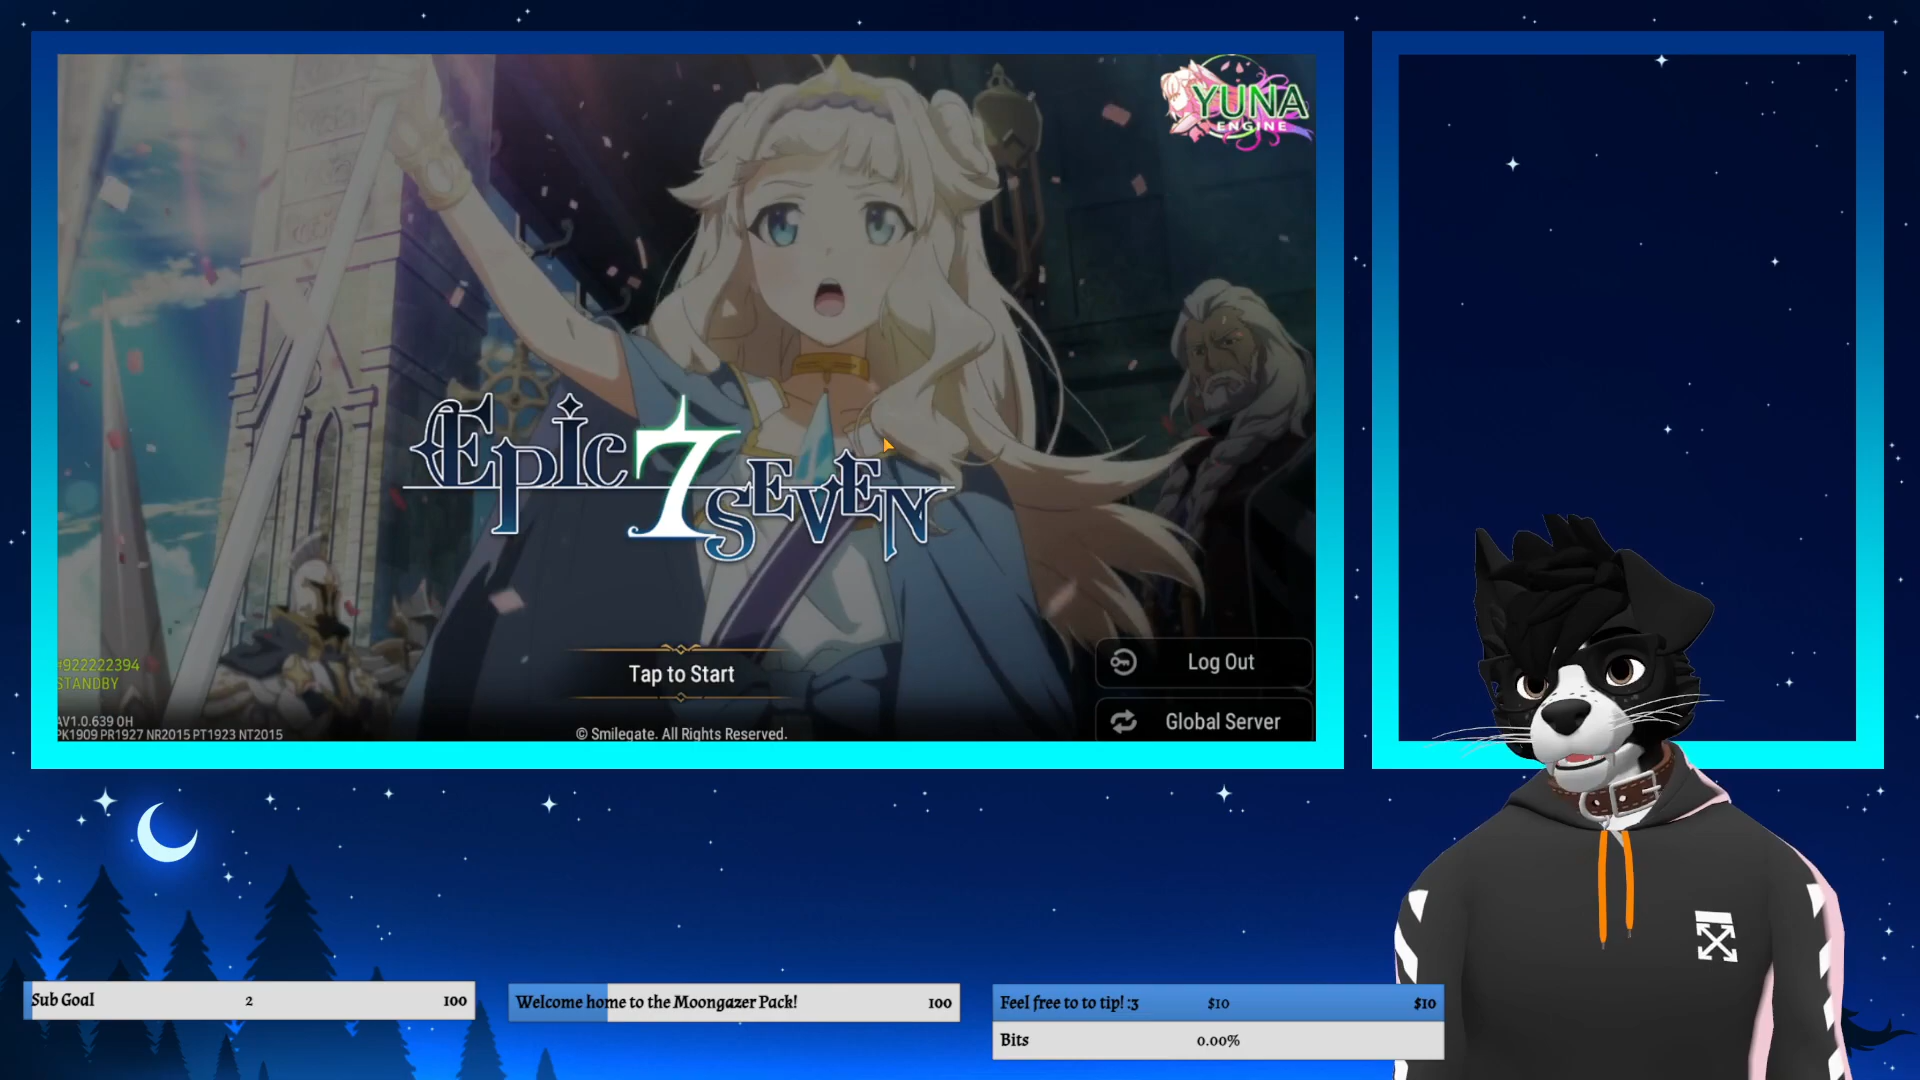 YUNA
ENGINE
Epic 7 Seven
#922222394
STANDBY
Tap to Start
Log Out
Global Server
AV1.0.639 0H
PK1909 PR1927 NR2015 PT1923 NT2015
© Smilegate. All Rights Reserved.
Sub Goal 2 100
Welcome home to the Moongazer Pack! 100
Feel free to to tip! :3 $10 $10
Bits 0.00%